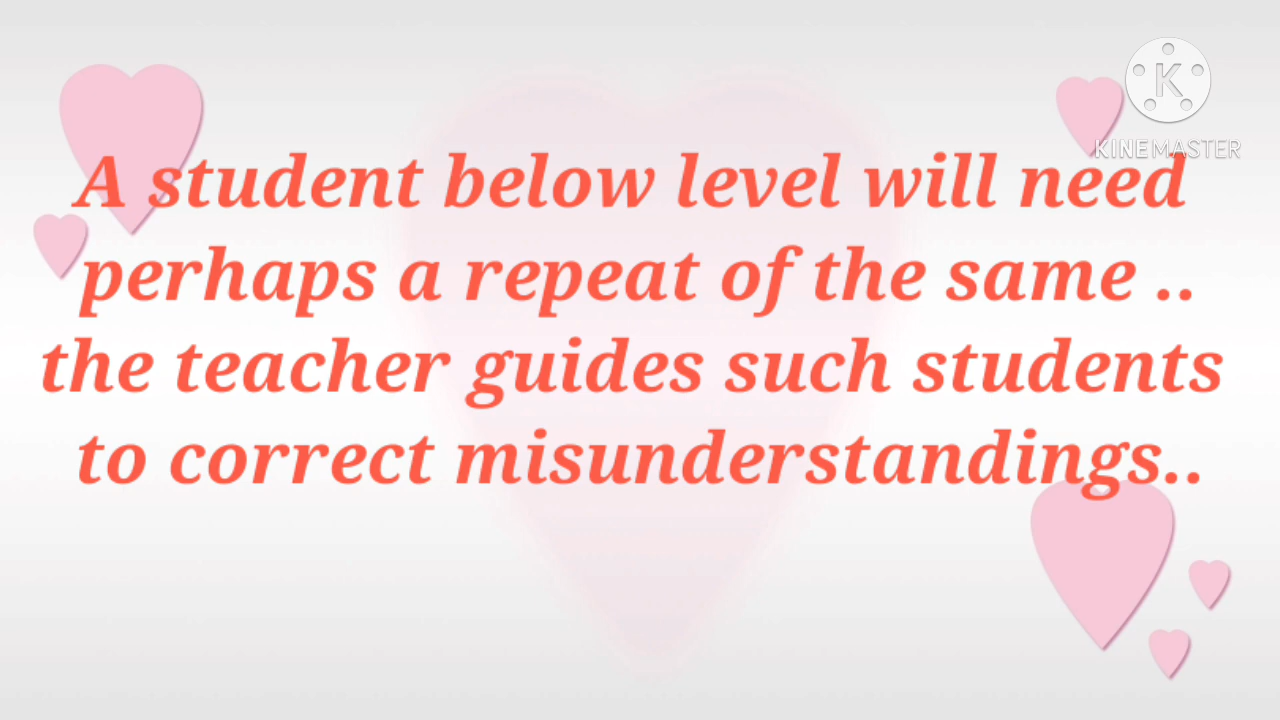 KINEMASTER
A student below level will need
perhaps a repeat of the same ..
the teacher guides such students
to correct misunderstandings..